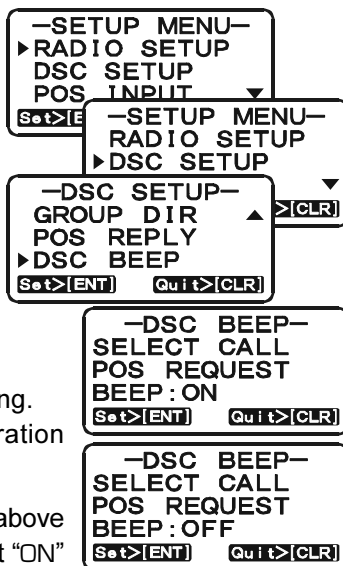 —SETUP MENU—
▶RADIO SETUP
DSC SETUP
POS INPUT ▼
Set>[E
—SETUP MENU—
RADIO SETUP
▶DSC SETUP
▼
>[CLR]
—DSC SETUP—
GROUP DIR ▲
POS REPLY
▶DSC BEEP
Set>[ENT] Quit>[CLR]
—DSC BEEP—
SELECT CALL
POS REQUEST
BEEP:ON
Set>[ENT] Quit>[CLR]
ng.
ration
—DSC BEEP—
SELECT CALL
POS REQUEST
BEEP:OFF
Set>[ENT] Quit>[CLR]
above
t “ON”